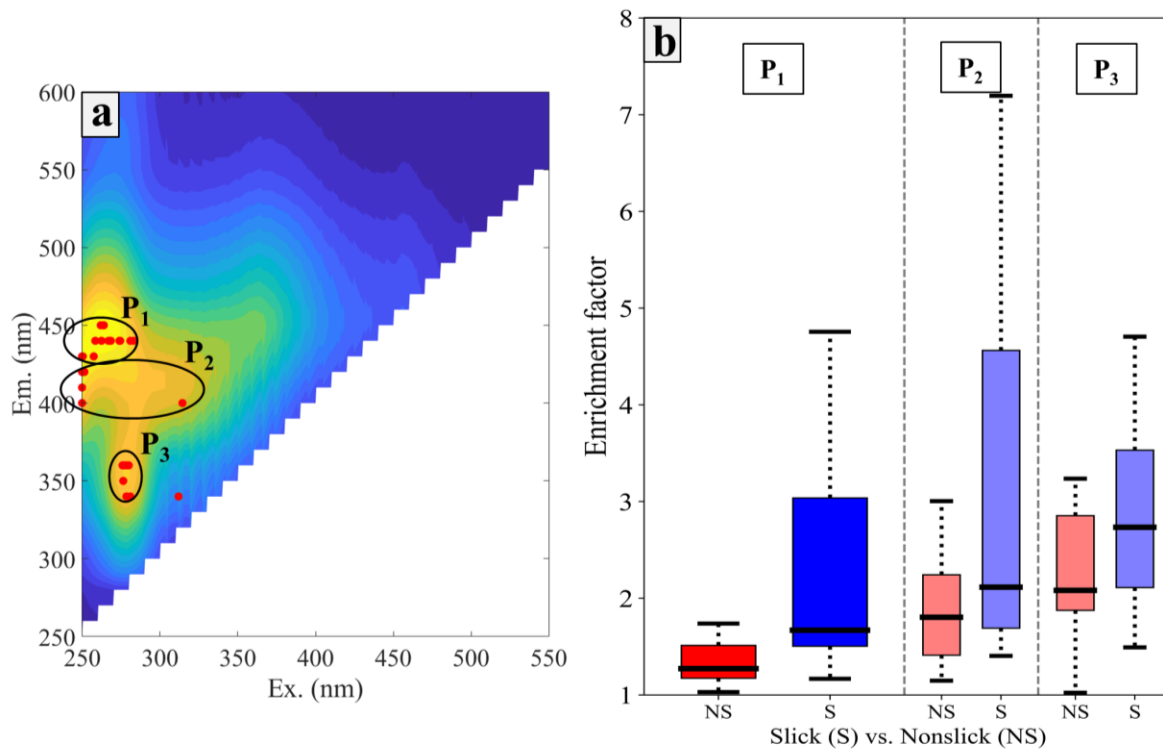 a
600
550
500
450
400
350
300
250
Em. (nm)
P1
P2
P3
250 300 350 400 450 500 550
Ex. (nm)
b
P1 P2 P3
8
7
6
5
4
3
2
1
Enrichment factor
NS S NS S NS S
Slick (S) vs. Nonslick (NS)